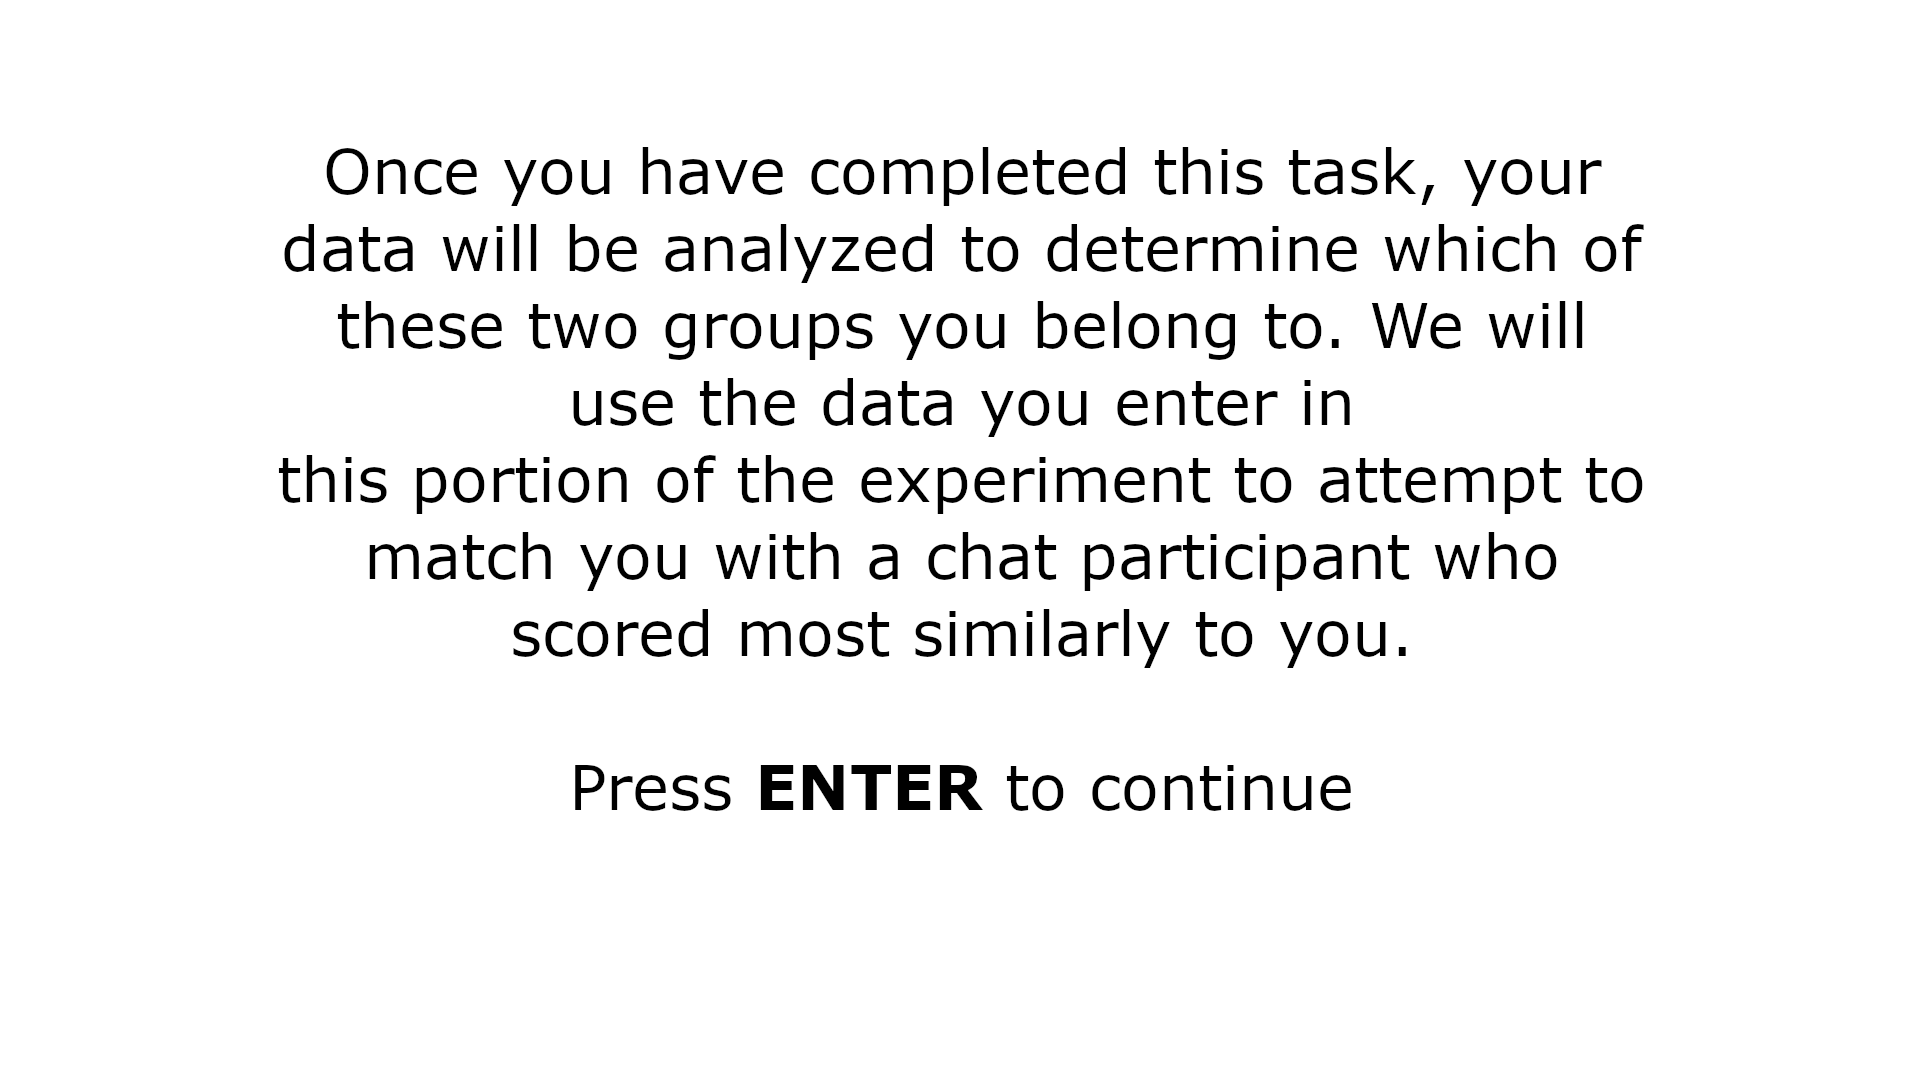 Once you have completed this task, your
data will be analyzed to determine which of
these two groups you belong to. We will
use the data you enter in
this portion of the experiment to attempt to
match you with a chat participant who
scored most similarly to you.
Press ENTER to continue